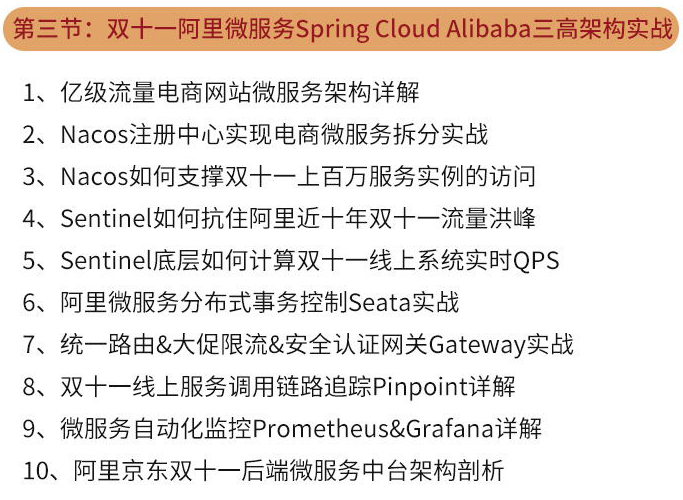 第三节：双十一阿里微服务Spring Cloud Alibaba三高架构实战
1、亿级流量电商网站微服务架构详解
2、Nacos注册中心实现电商微服务拆分实战
3、Nacos如何支撑双十一上百万服务实例的访问
4、Sentinel如何抗住阿里近十年双十一流量洪峰
5、Sentinel底层如何计算双十一线上系统实时QPS
6、阿里微服务分布式事务控制Seata实战
7、统一路由&大促限流&安全认证网关Gateway实战
8、双十一线上服务调用链路追踪Pinpoint详解
9、微服务自动化监控Prometheus&Grafana详解
10、阿里京东双十一后端微服务中台架构剖析